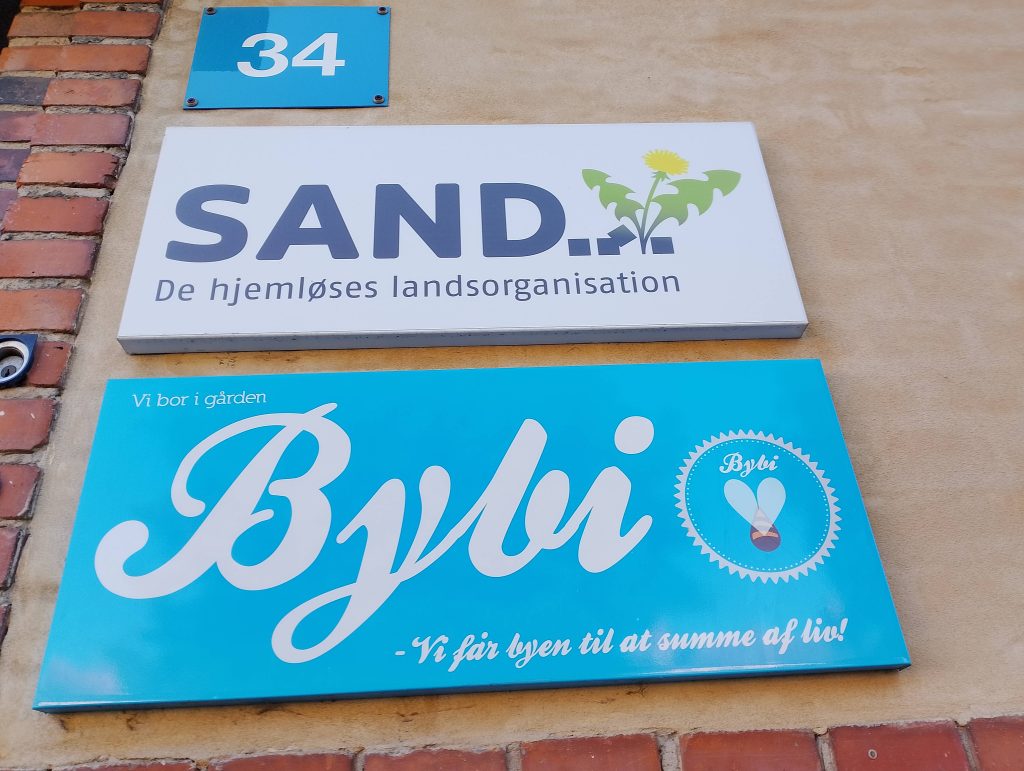 34
SAND...
De hjemløses landsorganisation
Vi bor i gården
Bybi
Bybi
-Vi får byen til at summe af liv!